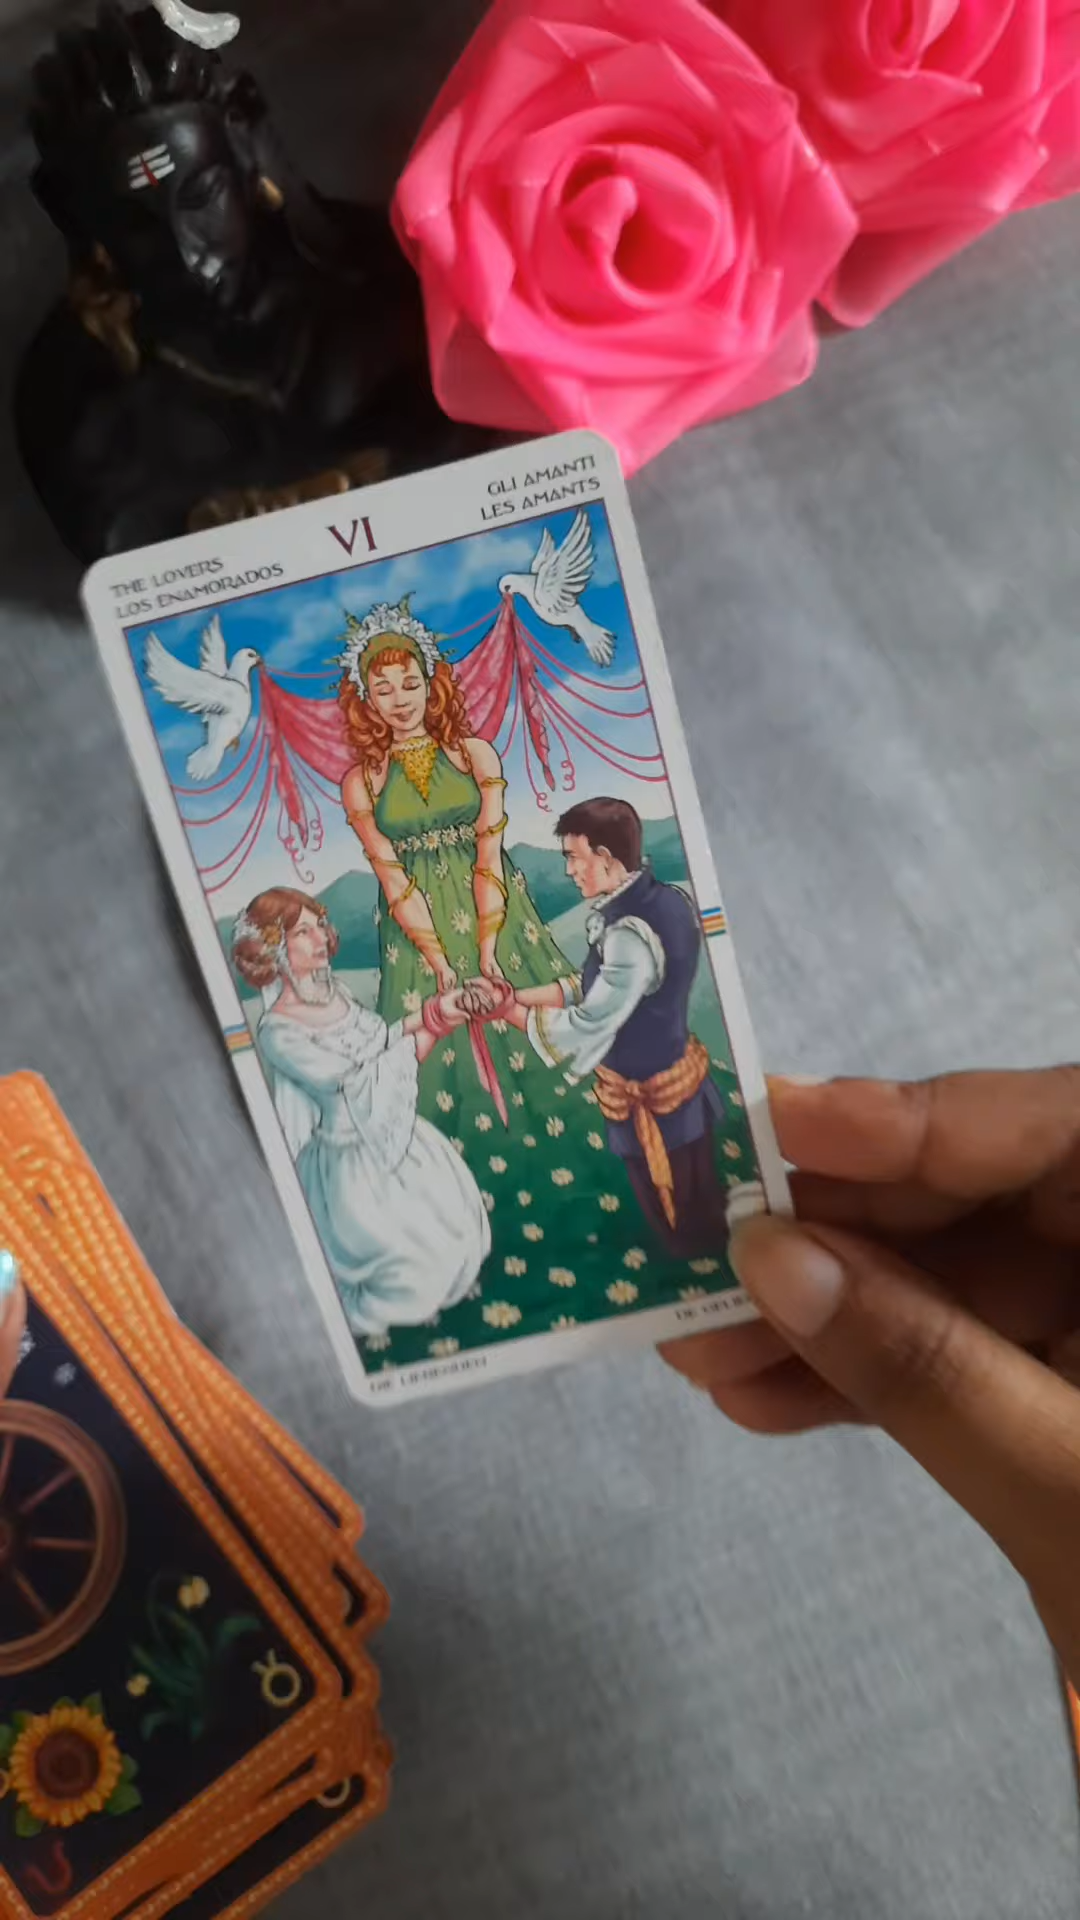 VI
THE LOVERS
LOS ENAMORADOS
GLI AMANTI
LES AMANTS